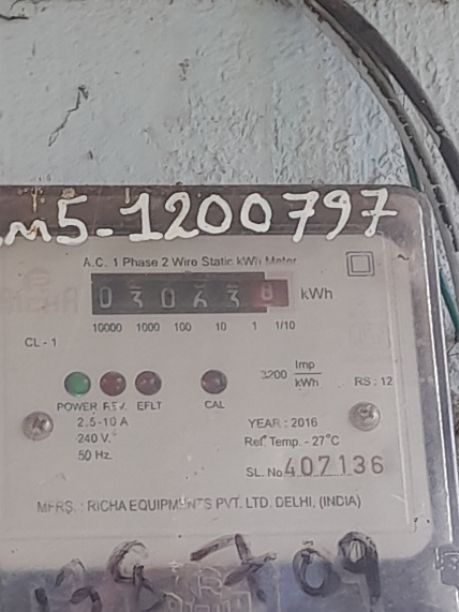 m5-1200797
A.C. 1 Phase 2 Wire Static kWh Meter
0 3 0 6 3 8 kWh
10000 1000 100 10 1 1/10
CL - 1
3200 Imp/kWh
RS : 12
POWER REV. EFLT CAL
2.5-10 A
240 V.~
50 Hz.
YEAR : 2016
Ref. Temp. - 27°C
SL. No. 407136
MFRS. : RICHA EQUIPMENTS PVT. LTD. DELHI, (INDIA)
709